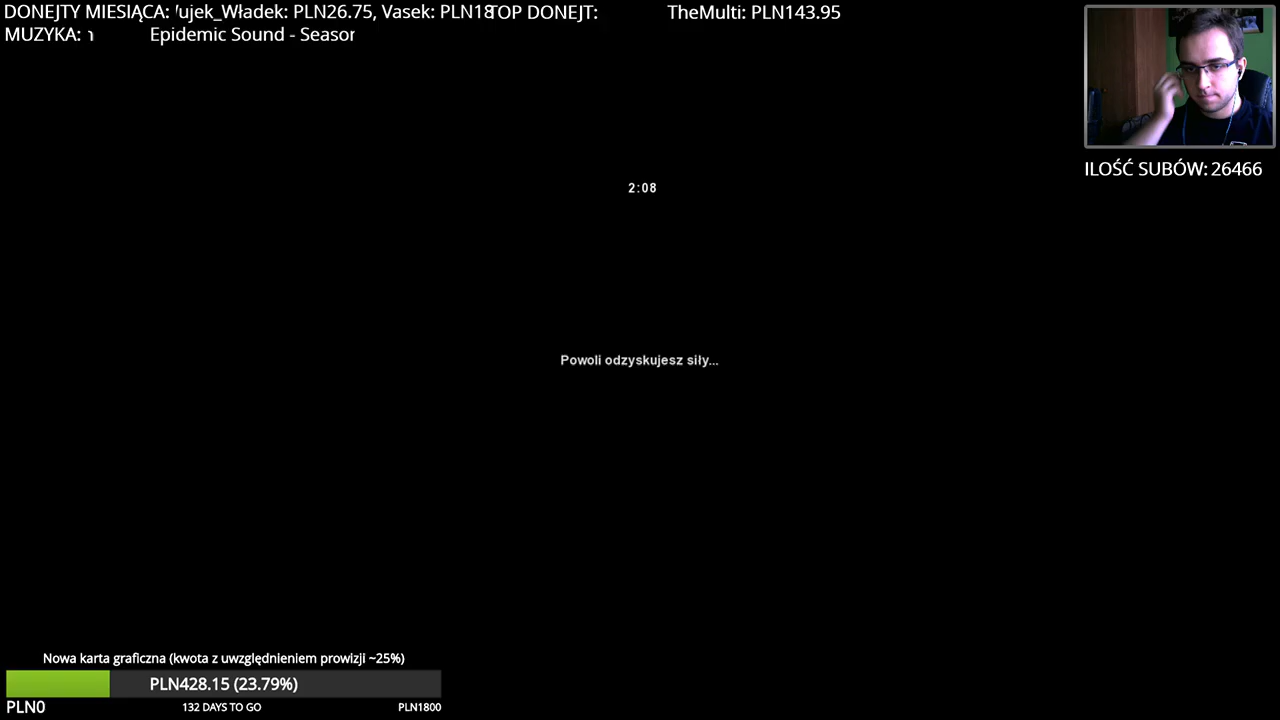 DONEJTY MIESIĄCA: ujek_Władek: PLN26.75, Vasek: PLN18 TOP DONEJT: TheMulti: PLN143.95
MUZYKA: Epidemic Sound - Season
ILOŚĆ SUBÓW: 26466
2:08
Powoli odzyskujesz siły...
Nowa karta graficzna (kwota z uwzględnieniem prowizji ~25%)
PLN428.15 (23.79%)
PLN0 132 DAYS TO GO PLN1800